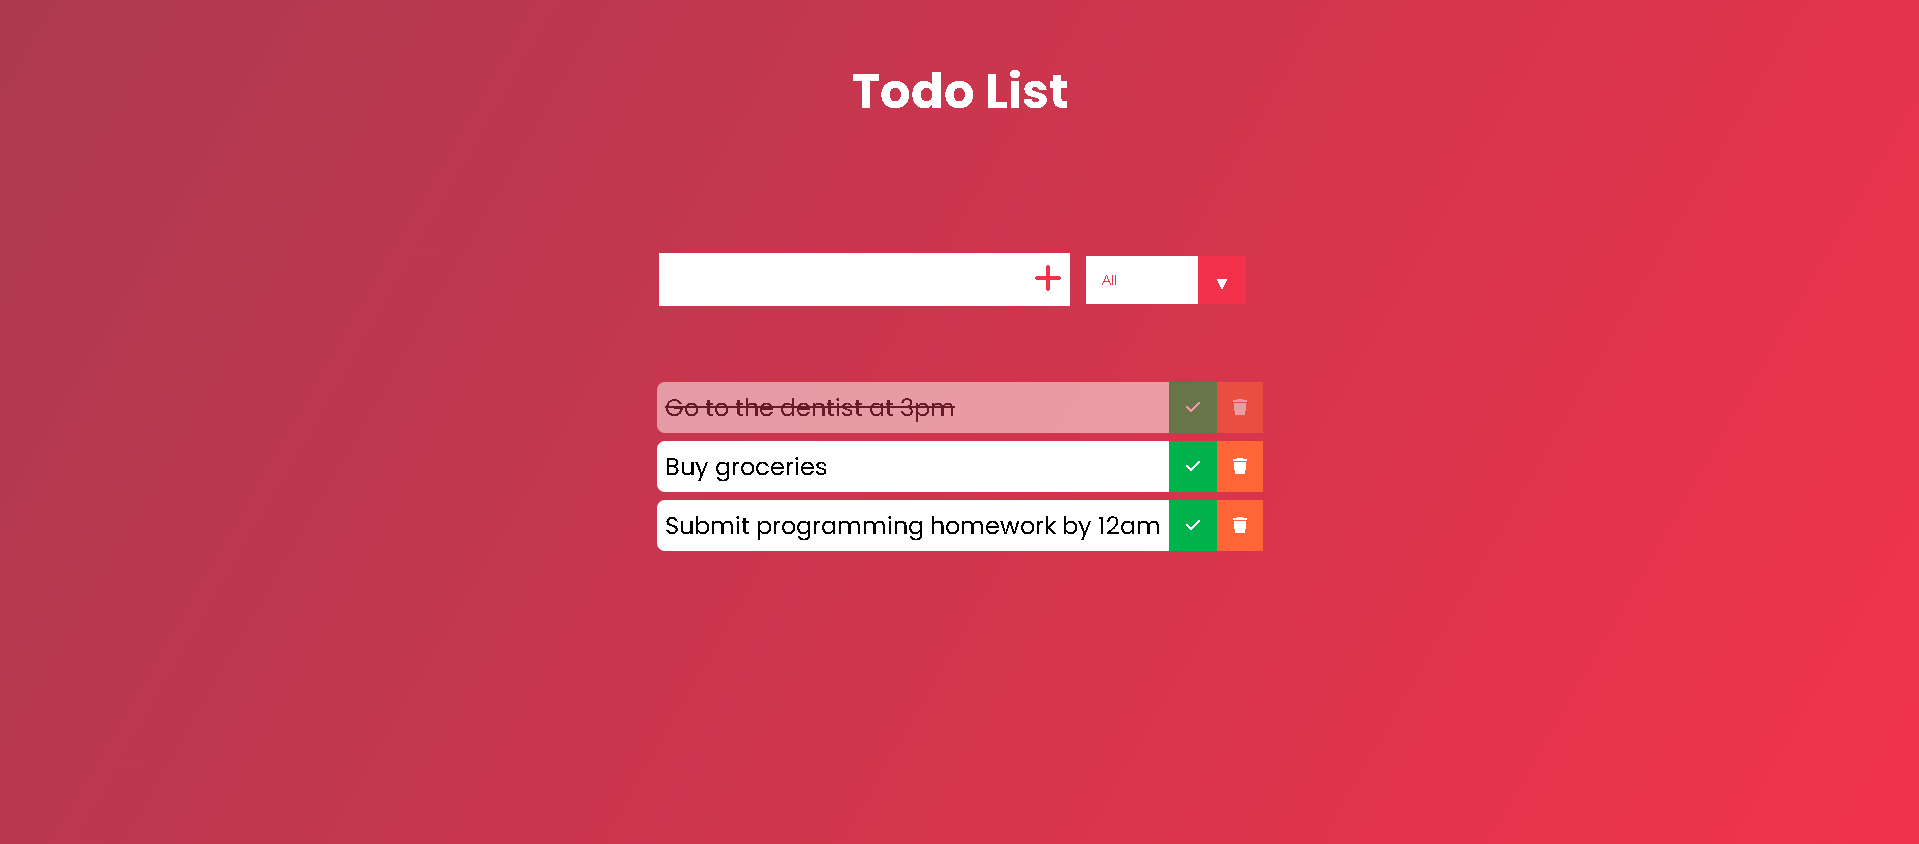 Todo List
All
Go to the dentist at 3pm
Buy groceries
Submit programming homework by 12am